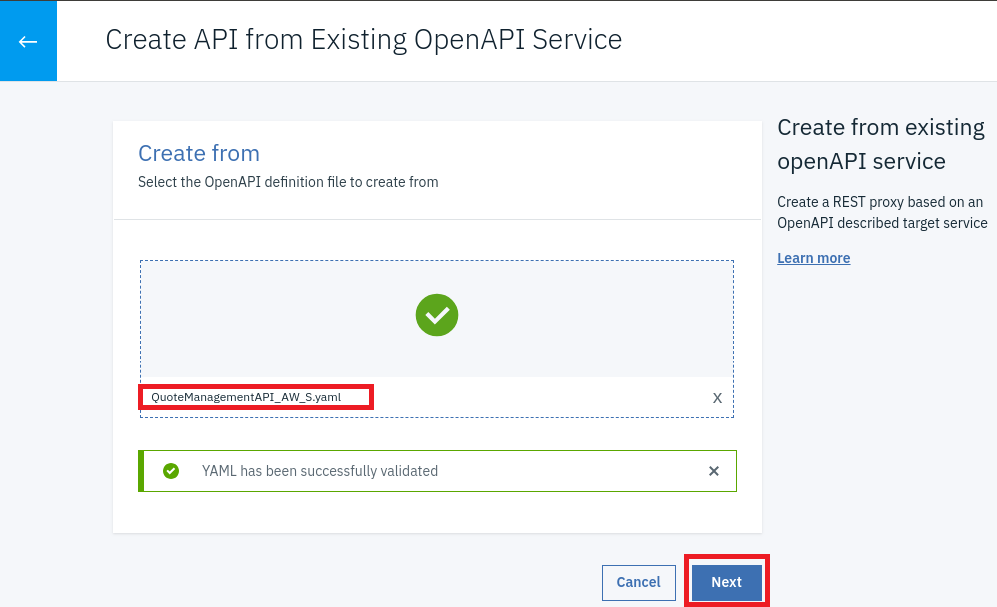 Create API from Existing OpenAPI Service
Create from
Select the OpenAPI definition file to create from
QuoteManagementAPI_AW_S.yaml
X
YAML has been successfully validated
Cancel
Next
Create from existing
openAPI service
Create a REST proxy based on an
OpenAPI described target service
Learn more